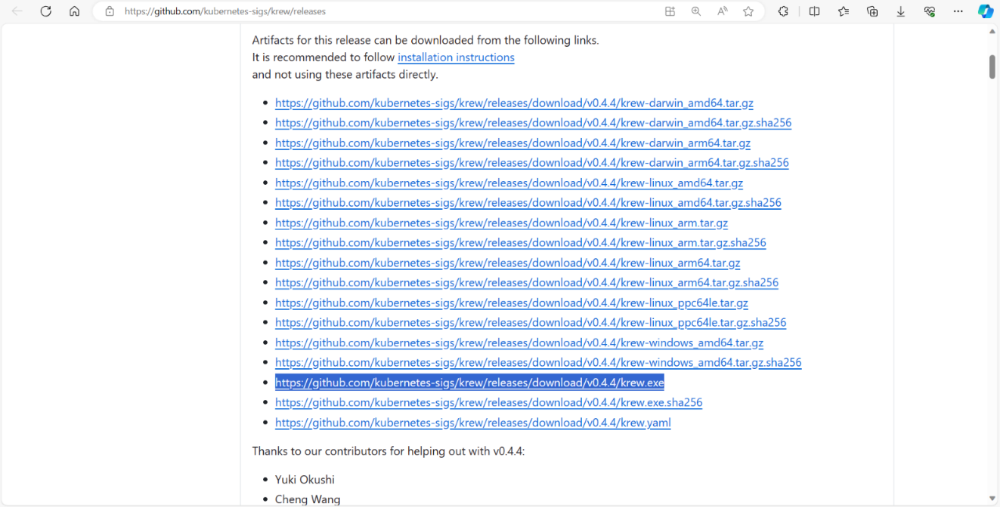 https://github.com/kubernetes-sigs/krew/releases
Artifacts for this release can be downloaded from the following links.
It is recommended to follow installation instructions
and not using these artifacts directly.
https://github.com/kubernetes-sigs/krew/releases/download/v0.4.4/krew-darwin_amd64.tar.gz
https://github.com/kubernetes-sigs/krew/releases/download/v0.4.4/krew-darwin_amd64.tar.gz.sha256
https://github.com/kubernetes-sigs/krew/releases/download/v0.4.4/krew-darwin_arm64.tar.gz
https://github.com/kubernetes-sigs/krew/releases/download/v0.4.4/krew-darwin_arm64.tar.gz.sha256
https://github.com/kubernetes-sigs/krew/releases/download/v0.4.4/krew-linux_amd64.tar.gz
https://github.com/kubernetes-sigs/krew/releases/download/v0.4.4/krew-linux_amd64.tar.gz.sha256
https://github.com/kubernetes-sigs/krew/releases/download/v0.4.4/krew-linux_arm.tar.gz
https://github.com/kubernetes-sigs/krew/releases/download/v0.4.4/krew-linux_arm.tar.gz.sha256
https://github.com/kubernetes-sigs/krew/releases/download/v0.4.4/krew-linux_arm64.tar.gz
https://github.com/kubernetes-sigs/krew/releases/download/v0.4.4/krew-linux_arm64.tar.gz.sha256
https://github.com/kubernetes-sigs/krew/releases/download/v0.4.4/krew-linux_ppc64le.tar.gz
https://github.com/kubernetes-sigs/krew/releases/download/v0.4.4/krew-linux_ppc64le.tar.gz.sha256
https://github.com/kubernetes-sigs/krew/releases/download/v0.4.4/krew-windows_amd64.tar.gz
https://github.com/kubernetes-sigs/krew/releases/download/v0.4.4/krew-windows_amd64.tar.gz.sha256
https://github.com/kubernetes-sigs/krew/releases/download/v0.4.4/krew.exe
https://github.com/kubernetes-sigs/krew/releases/download/v0.4.4/krew.exe.sha256
https://github.com/kubernetes-sigs/krew/releases/download/v0.4.4/krew.yaml
Thanks to our contributors for helping out with v0.4.4:
Yuki Okushi
Cheng Wang